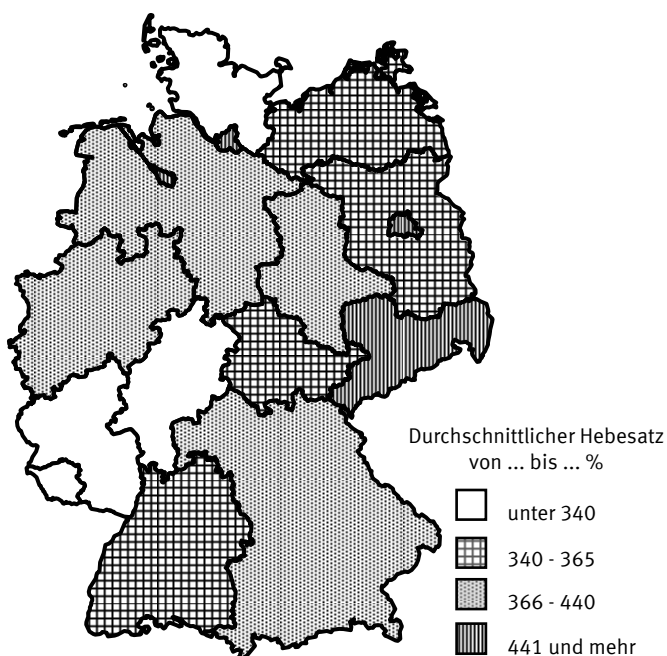 Durchschnittlicher Hebesatz
von ... bis ... %
unter 340
340 - 365
366 - 440
441 und mehr